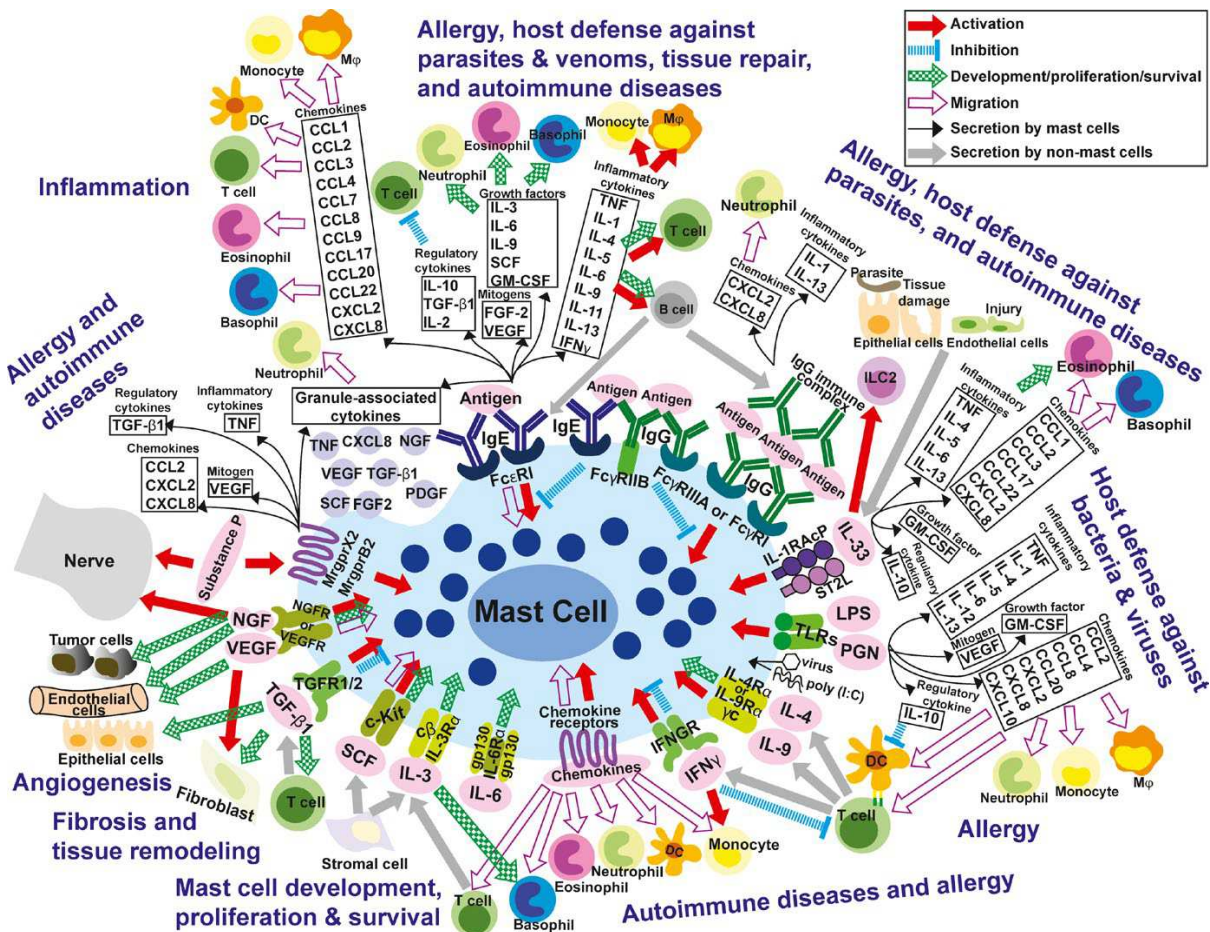 Activation
Inhibition
Development/proliferation/survival
Migration
Secretion by mast cells
Secretion by non-mast cells
Allergy, host defense against
parasites & venoms, tissue repair,
and autoimmune diseases
Inflammation
Monocyte
Mφ
DC
T cell
Eosinophil
Basophil
Chemokines
CCL1
CCL2
CCL3
CCL4
CCL7
CCL8
CCL9
CCL17
CCL20
CCL22
CXCL2
CXCL8
Neutrophil
T cell
Neutrophil
Eosinophil
Basophil
Regulatory
cytokines
IL-10
TGF-β1
IL-2
Growth factors
IL-3
IL-6
IL-9
SCF
GM-CSF
Mitogens
FGF-2
VEGF
Monocyte
Mφ
Inflammatory
cytokines
TNF
IL-1
IL-4
IL-5
IL-6
IL-9
IL-11
IL-13
IFNγ
T cell
B cell
Neutrophil
Chemokines
CXCL2
CXCL8
Inflammatory
cytokines
IL-1
IL-13
Allergy, host defense against
parasites, and autoimmune diseases
Parasite
Tissue
damage
Injury
Epithelial cells
Endothelial cells
ILC2
Eosinophil
Basophil
Inflammatory
cytokines
TNF
IL-4
IL-5
IL-6
IL-13
Chemokines
CCL1
CCL2
CCL3
CCL17
CCL22
CXCL2
CXCL8
Growth factor
GM-CSF
Regulatory
cytokine
IL-10
Allergy and
autoimmune
diseases
Regulatory
cytokines
TGF-β1
Inflammatory
cytokines
TNF
Chemokines
CCL2
CXCL2
CXCL8
Mitogen
VEGF
Granule-associated
cytokines
TNF
CXCL8
NGF
VEGF
TGF-β1
PDGF
SCF
FGF2
Antigen
IgE
FcεRI
IgE
Antigen
Antigen
IgG
FcγRIIB
FcγRIIIA or FcγRI
IgG immune
complex
Antigen
Antigen
Antigen
IgG
IL-1RAcP
ST2L
IL-33
Host defense against
bacteria & viruses
Inflammatory
cytokines
TNF
IL-1
IL-4
IL-5
IL-6
IL-12
IL-13
Growth factor
GM-CSF
Mitogen
VEGF
Chemokines
CCL2
CCL4
CCL8
CCL20
CXCL2
CXCL8
CXCL10
Regulatory
cytokine
IL-10
LPS
TLRs
PGN
virus
or
poly (I:C)
Nerve
Substance P
MrgprX2
MrgprB2
Mast Cell
NGF
VEGF
NGFR
or
VEGFR
Tumor cells
Endothelial
cells
Epithelial cells
Angiogenesis
TGFR1/2
TGF-β1
Fibroblast
T cell
Fibrosis and
tissue remodeling
c-Kit
SCF
cβ
IL-3Rα
IL-3
gp130
IL-6Rα
gp130
IL-6
Stromal cell
Mast cell development,
proliferation & survival
T cell
Basophil
Chemokine
receptors
Chemokines
Eosinophil
Neutrophil
DC
Monocyte
IFNGR
IFNγ
IL-4Rα
or
IL-9Rα
γc
IL-4
IL-9
DC
T cell
Neutrophil
Monocyte
Mφ
Allergy
Autoimmune diseases and allergy